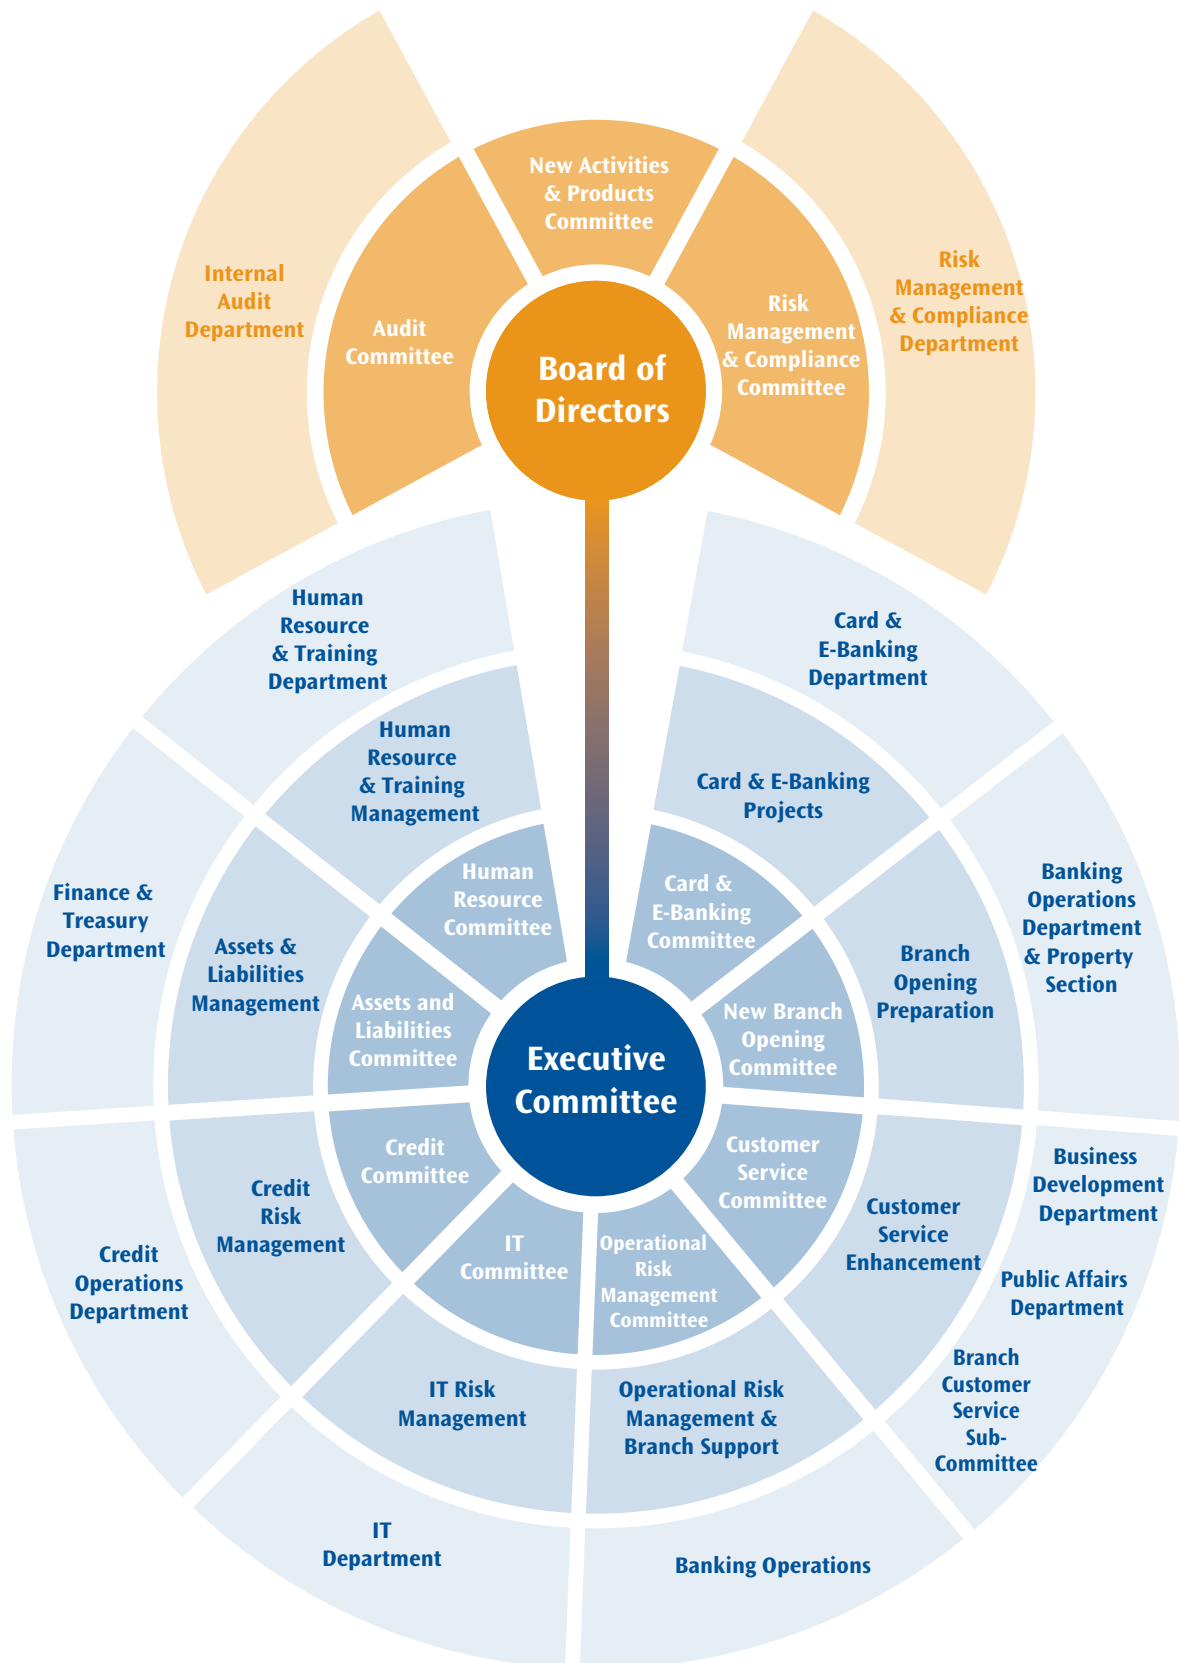 New Activities
& Products
Committee
Internal
Audit
Department
Audit
Committee
Board of
Directors
Risk
Management
& Compliance
Committee
Risk
Management
& Compliance
Department
Human
Resource
& Training
Department
Human
Resource
& Training
Management
Human
Resource
Committee
Card &
E-Banking
Department
Card & E-Banking
Projects
Card &
E-Banking
Committee
Finance &
Treasury
Department
Assets &
Liabilities
Management
Assets and
Liabilities
Committee
Executive
Committee
New Branch
Opening
Committee
Branch
Opening
Preparation
Banking
Operations
Department
& Property
Section
Credit
Operations
Department
Credit
Risk
Management
Credit
Committee
Customer
Service
Committee
Customer
Service
Enhancement
Business
Development
Department
Public Affairs
Department
Branch
Customer
Service
Sub-
Committee
IT
Committee
IT Risk
Management
IT
Department
Operational
Risk
Management
Committee
Operational Risk
Management &
Branch Support
Banking Operations